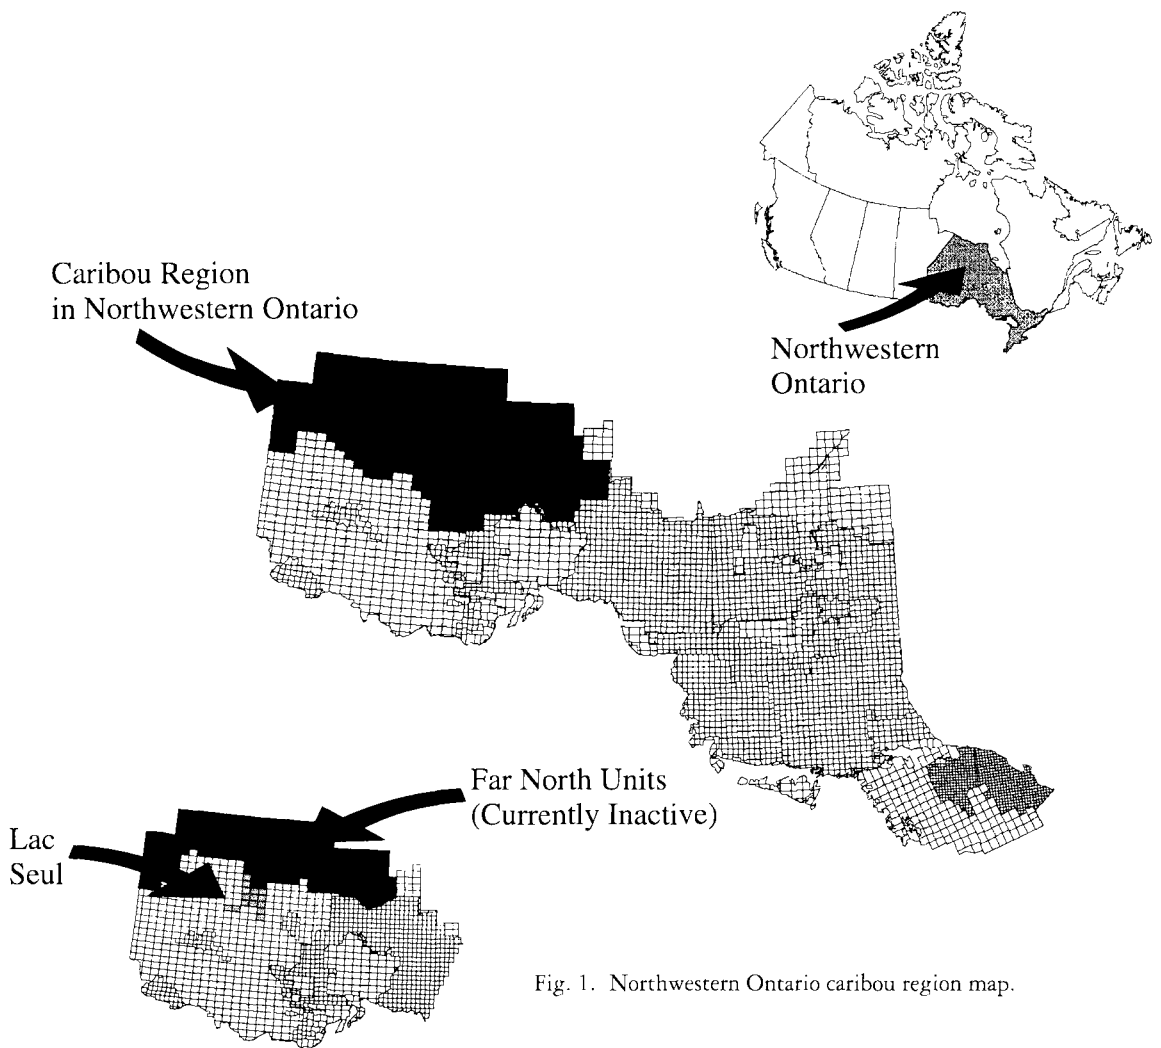 Caribou Region
in Northwestern Ontario
Northwestern
Ontario
Far North Units
(Currently Inactive)
Lac
Seul
Fig. 1. Northwestern Ontario caribou region map.